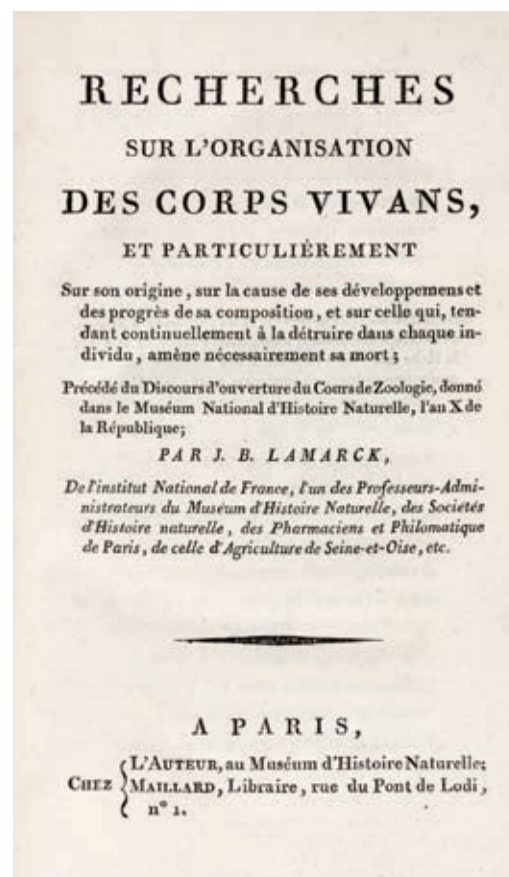 RECHERCHES
SUR L'ORGANISATION
DES CORPS VIVANS,
ET PARTICULIÈREMENT
Sur son origine, sur la cause de ses développemens et
des progrès de sa composition, et sur celle qui, ten-
dant continuellement à la détruire dans chaque in-
dividu, amène nécessairement sa mort;
Précédé du Discours d'ouverture du Cours de Zoologie, donné
dans le Muséum National d'Histoire Naturelle, l'an X de
la République;
PAR J. B. LAMARCK,
De l'institut National de France, l'un des Professeurs-Admi-
nistrateurs du Muséum d'Histoire Naturelle, des Sociétés
d'Histoire naturelle, des Pharmaciens et Philomatique
de Paris, de celle d'Agriculture de Seine-et-Oise, etc.
A PARIS,
L'AUTEUR, au Muséum d'Histoire Naturelle;
CHEZ MAILLARD, Libraire, rue du Pont de Lodi,
n° 1.